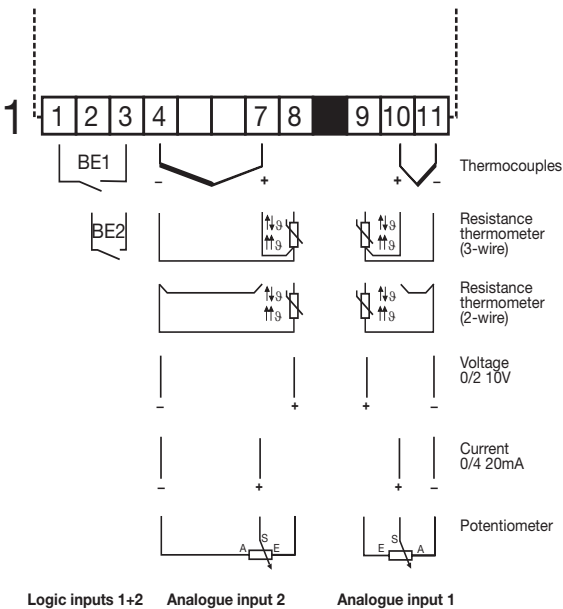 1 1 2 3 4 7 8 9 10 11
BE1
– + + –
Thermocouples
BE2
ϑ ϑ
ϑ ϑ
Resistance
thermometer
(3-wire)
ϑ ϑ
ϑ ϑ
Resistance
thermometer
(2-wire)
Voltage
0/2 10V
– + + –
Current
0/4 20mA
– + + –
Potentiometer
A S E E S A
Logic inputs 1+2 Analogue input 2 Analogue input 1